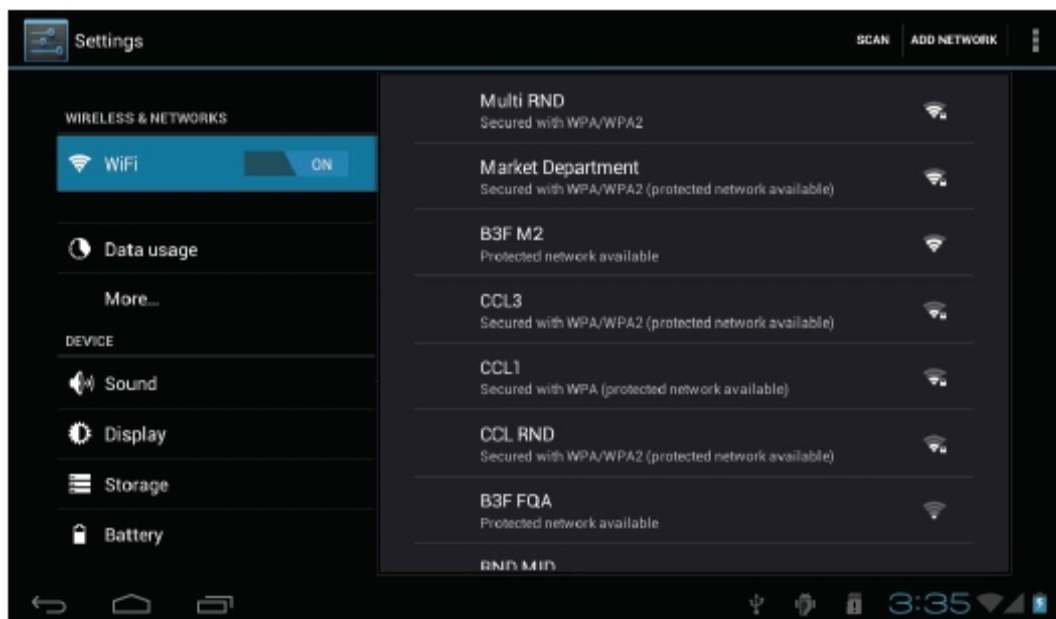 Settings
SCAN
ADD NETWORK
WIRELESS & NETWORKS
WiFi
ON
Data usage
More...
DEVICE
Sound
Display
Storage
Battery
Multi RND
Secured with WPA/WPA2
Market Department
Secured with WPA/WPA2 (protected network available)
B3F M2
Protected network available
CCL3
Secured with WPA/WPA2 (protected network available)
CCL1
Secured with WPA (protected network available)
CCL RND
Secured with WPA/WPA2 (protected network available)
B3F FQA
Protected network available
RND MID
3:35